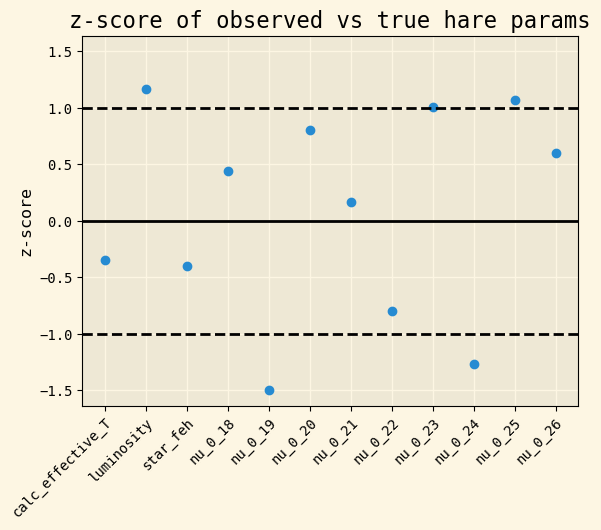 z-score of observed vs true hare params
z-score
1.5
1.0
0.5
0.0
−0.5
−1.0
−1.5
calc_effective_T
luminosity
star_feh
nu_0_18
nu_0_19
nu_0_20
nu_0_21
nu_0_22
nu_0_23
nu_0_24
nu_0_25
nu_0_26